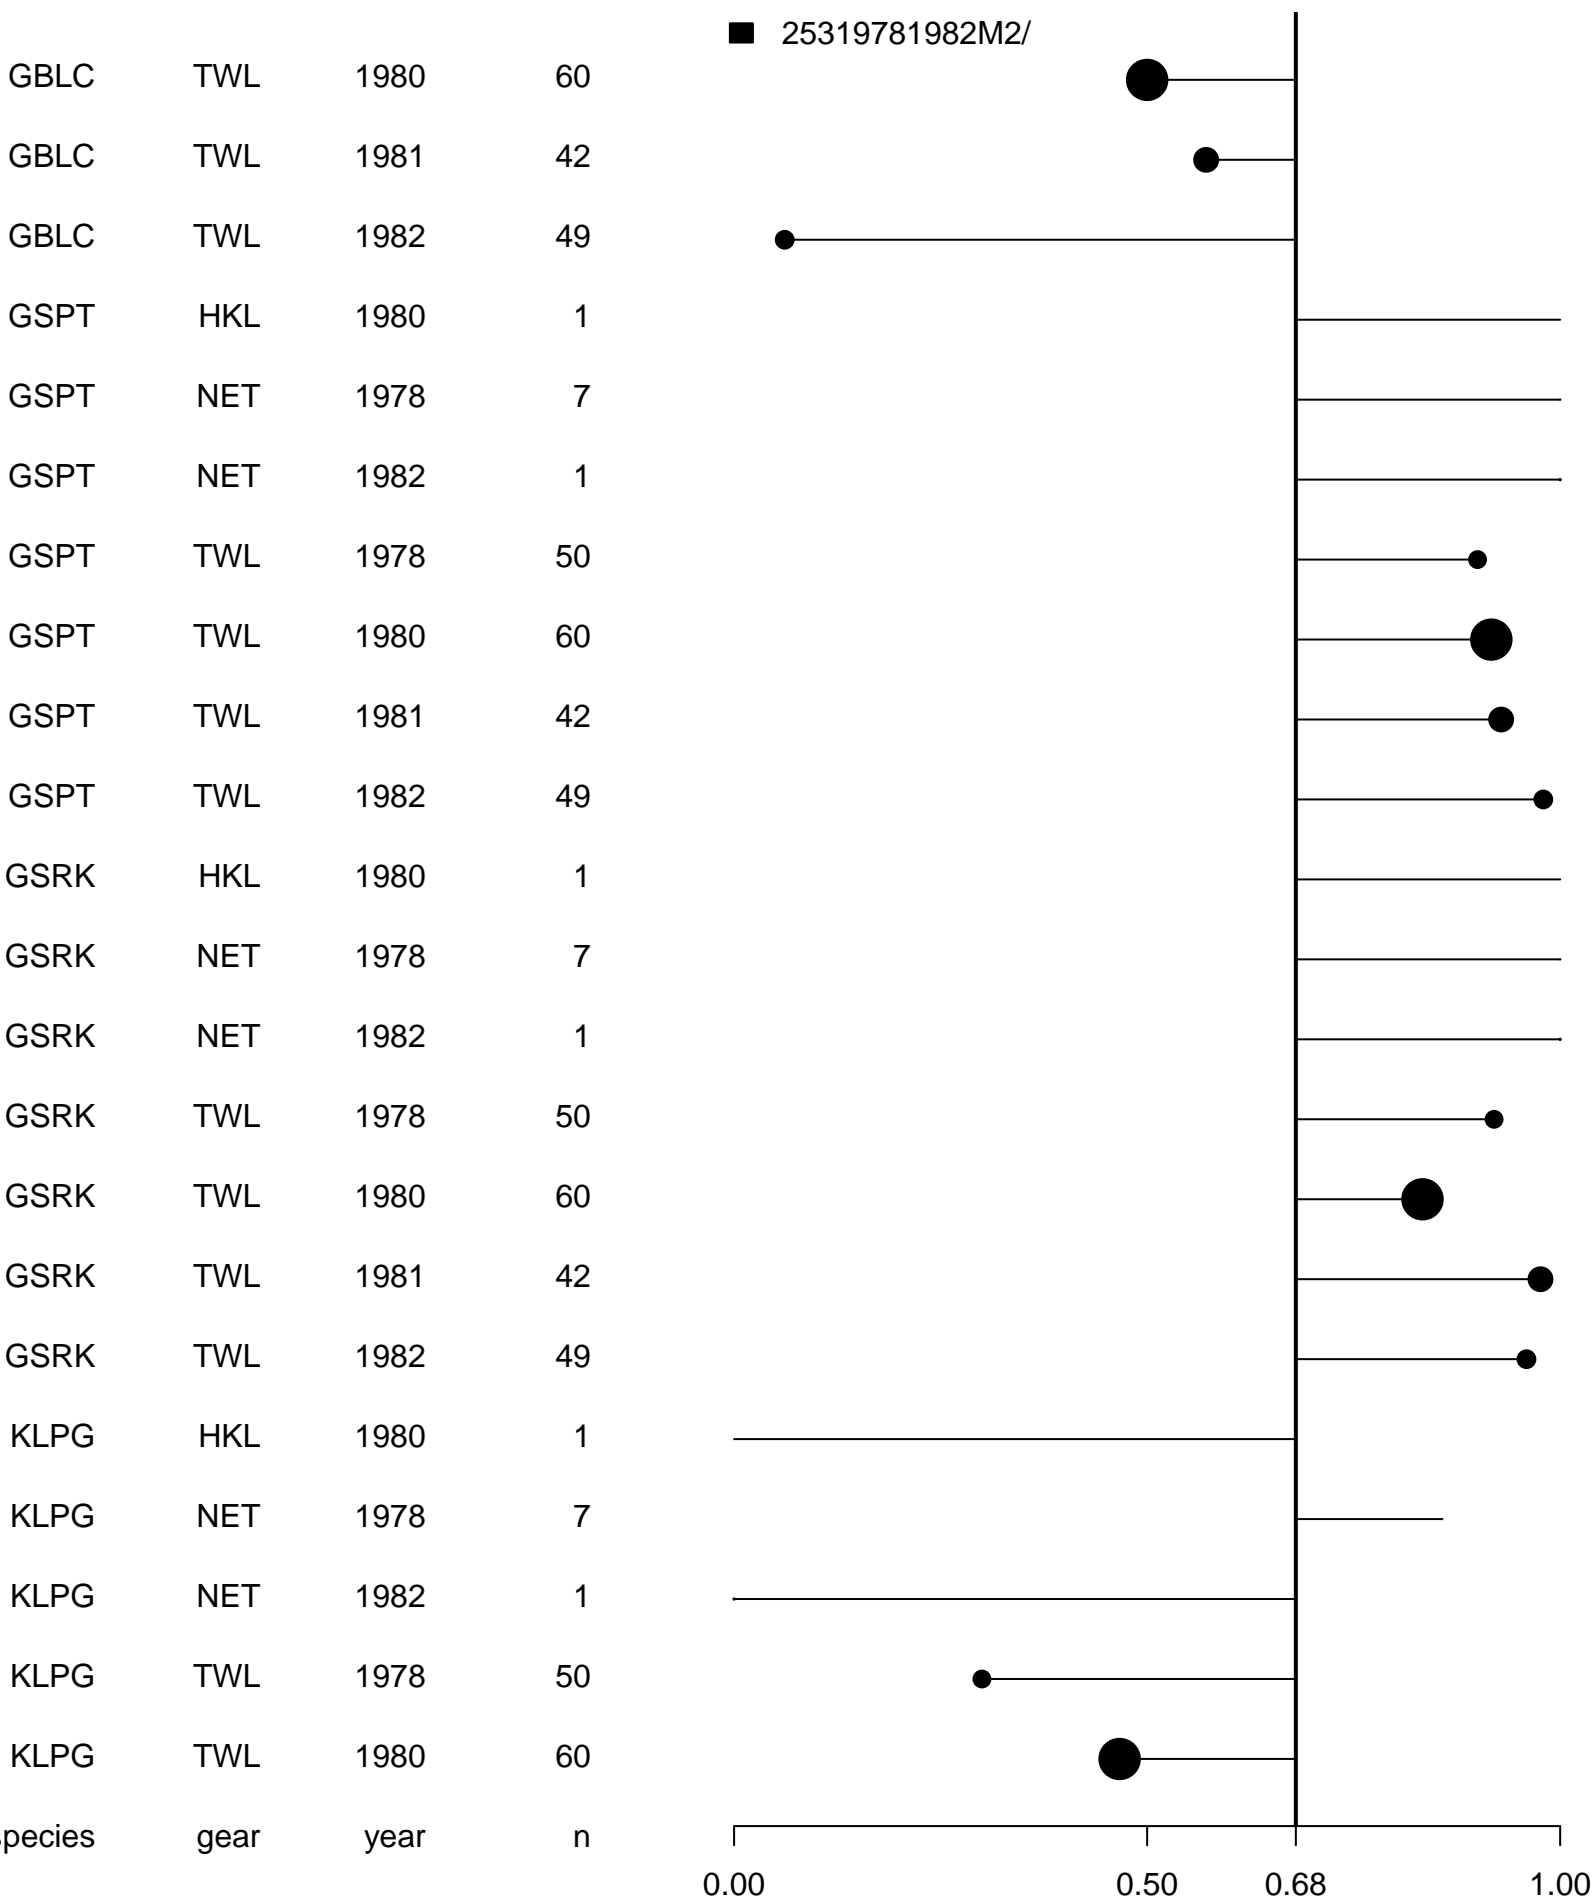 25319781982M2/
GBLC TWL 1980 60
GBLC TWL 1981 42
GBLC TWL 1982 49
GSPT HKL 1980 1
GSPT NET 1978 7
GSPT NET 1982 1
GSPT TWL 1978 50
GSPT TWL 1980 60
GSPT TWL 1981 42
GSPT TWL 1982 49
GSRK HKL 1980 1
GSRK NET 1978 7
GSRK NET 1982 1
GSRK TWL 1978 50
GSRK TWL 1980 60
GSRK TWL 1981 42
GSRK TWL 1982 49
KLPG HKL 1980 1
KLPG NET 1978 7
KLPG NET 1982 1
KLPG TWL 1978 50
KLPG TWL 1980 60
species gear year n
0.00 0.50 0.68 1.00